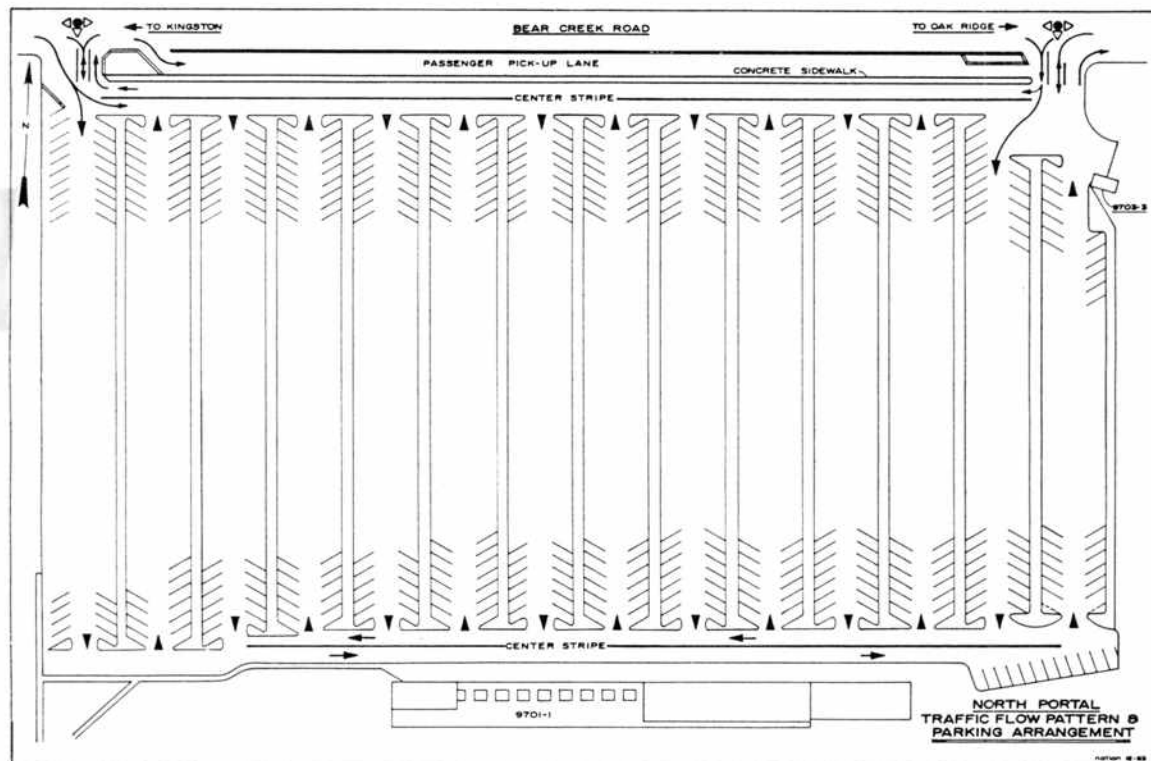 TO KINGSTON
BEAR CREEK ROAD
TO OAK RIDGE
PASSENGER PICK-UP LANE
CONCRETE SIDEWALK
CENTER STRIPE
N
9703-3
CENTER STRIPE
9701-1
NORTH PORTAL
TRAFFIC FLOW PATTERN &
PARKING ARRANGEMENT